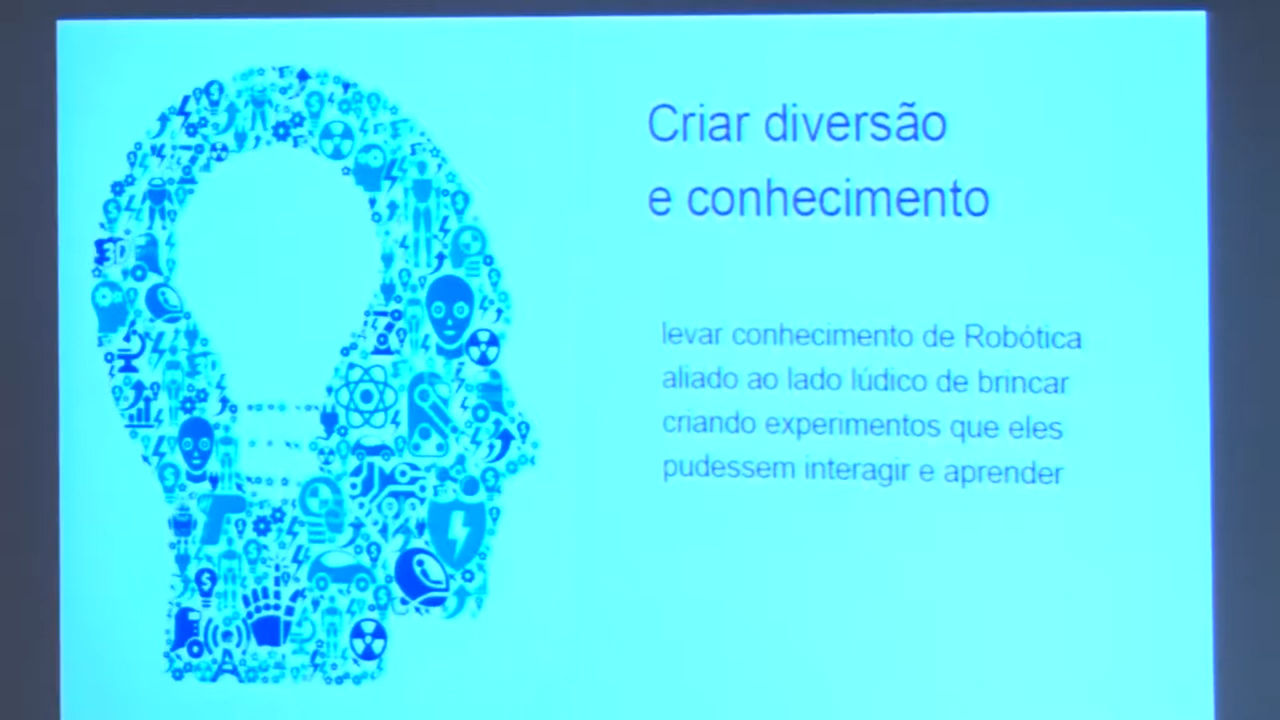 Criar diversão
e conhecimento
levar conhecimento de Robótica
aliado ao lado lúdico de brincar
criando experimentos que eles
pudessem interagir e aprender
3D